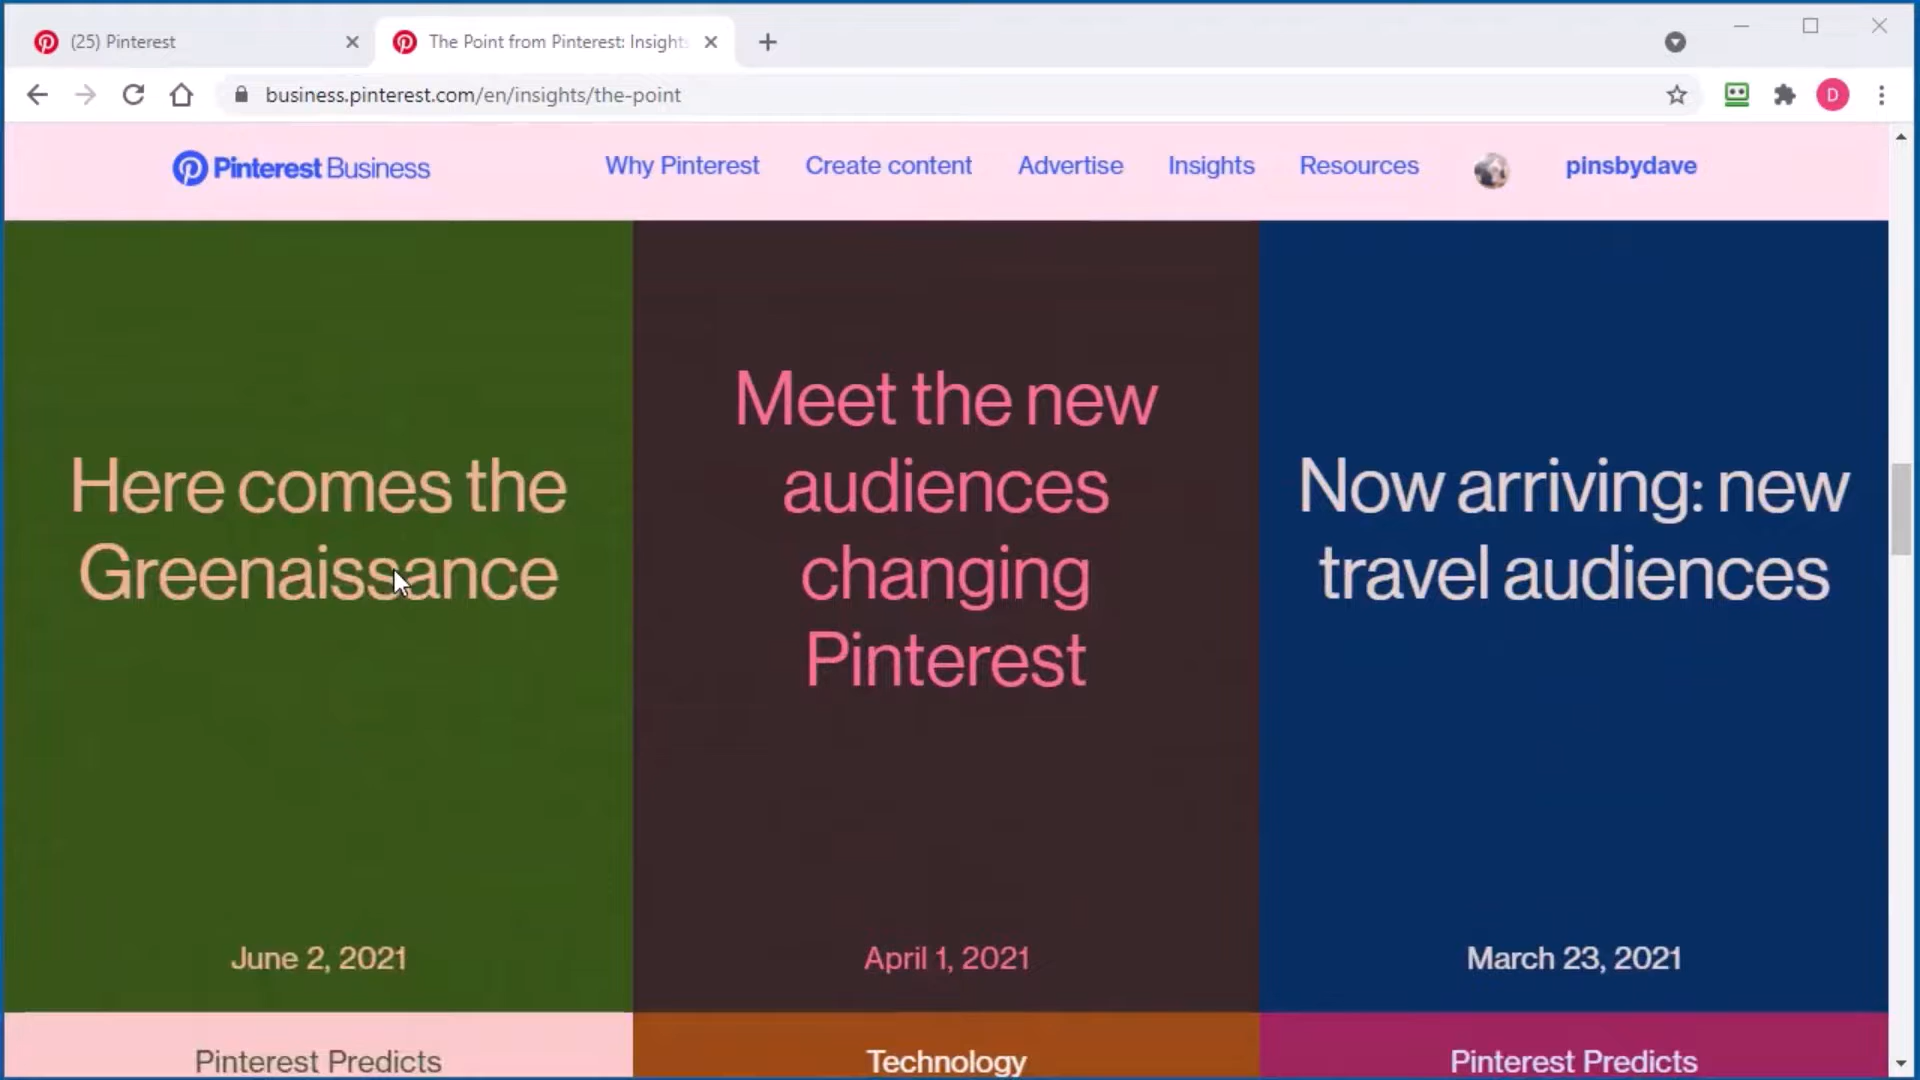 (25) Pinterest
The Point from Pinterest: Insights
business.pinterest.com/en/insights/the-point
D
Pinterest Business
Why Pinterest
Create content
Advertise
Insights
Resources
pinsbydave
Here comes the
Greenaissance
June 2, 2021
Meet the new
audiences
changing
Pinterest
April 1, 2021
Now arriving: new
travel audiences
March 23, 2021
Pinterest Predicts
Technology
Pinterest Predicts